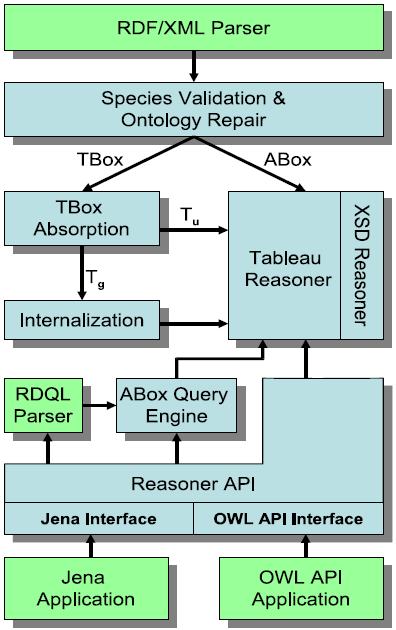 RDF/XML Parser
Species Validation &
Ontology Repair
TBox
ABox
TBox
Absorption
Tu
Tg
Internalization
Tableau
Reasoner
XSD Reasoner
RDQL
Parser
ABox Query
Engine
Reasoner API
Jena Interface
OWL API Interface
Jena
Application
OWL API
Application